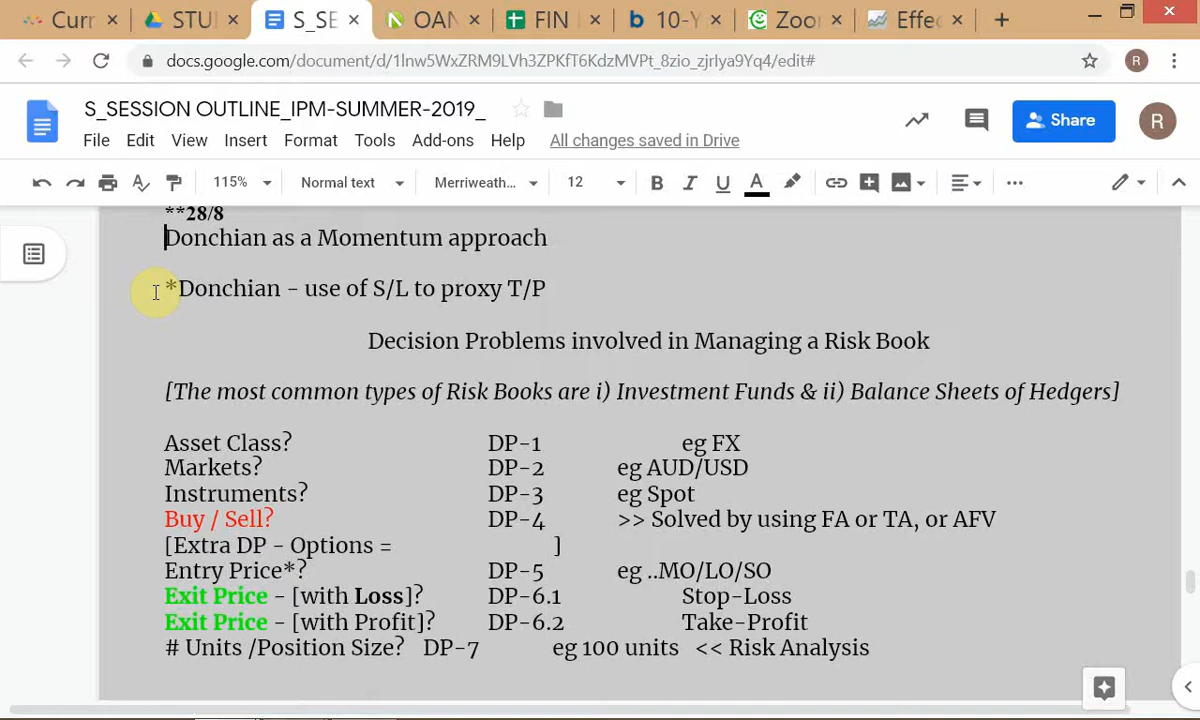 Curr
STU
S_SE
OAN
FIN
10-Y
Zoor
Effe
docs.google.com/document/d/1lnw5WxZRM9LVh3ZPKfT6KdzMVPt_8zio_zjrIya9Yq4/edit#
R
S_SESSION OUTLINE_IPM-SUMMER-2019_
File Edit View Insert Format Tools Add-ons Help All changes saved in Drive
Share
R
115% Normal text Merriweath... 12 B I U A
**28/8
Donchian as a Momentum approach
*Donchian - use of S/L to proxy T/P
Decision Problems involved in Managing a Risk Book
[The most common types of Risk Books are i) Investment Funds & ii) Balance Sheets of Hedgers]
Asset Class? DP-1 eg FX
Markets? DP-2 eg AUD/USD
Instruments? DP-3 eg Spot
Buy / Sell? DP-4 >> Solved by using FA or TA, or AFV
[Extra DP - Options = ]
Entry Price*? DP-5 eg ..MO/LO/SO
Exit Price - [with Loss]? DP-6.1 Stop-Loss
Exit Price - [with Profit]? DP-6.2 Take-Profit
# Units /Position Size? DP-7 eg 100 units << Risk Analysis